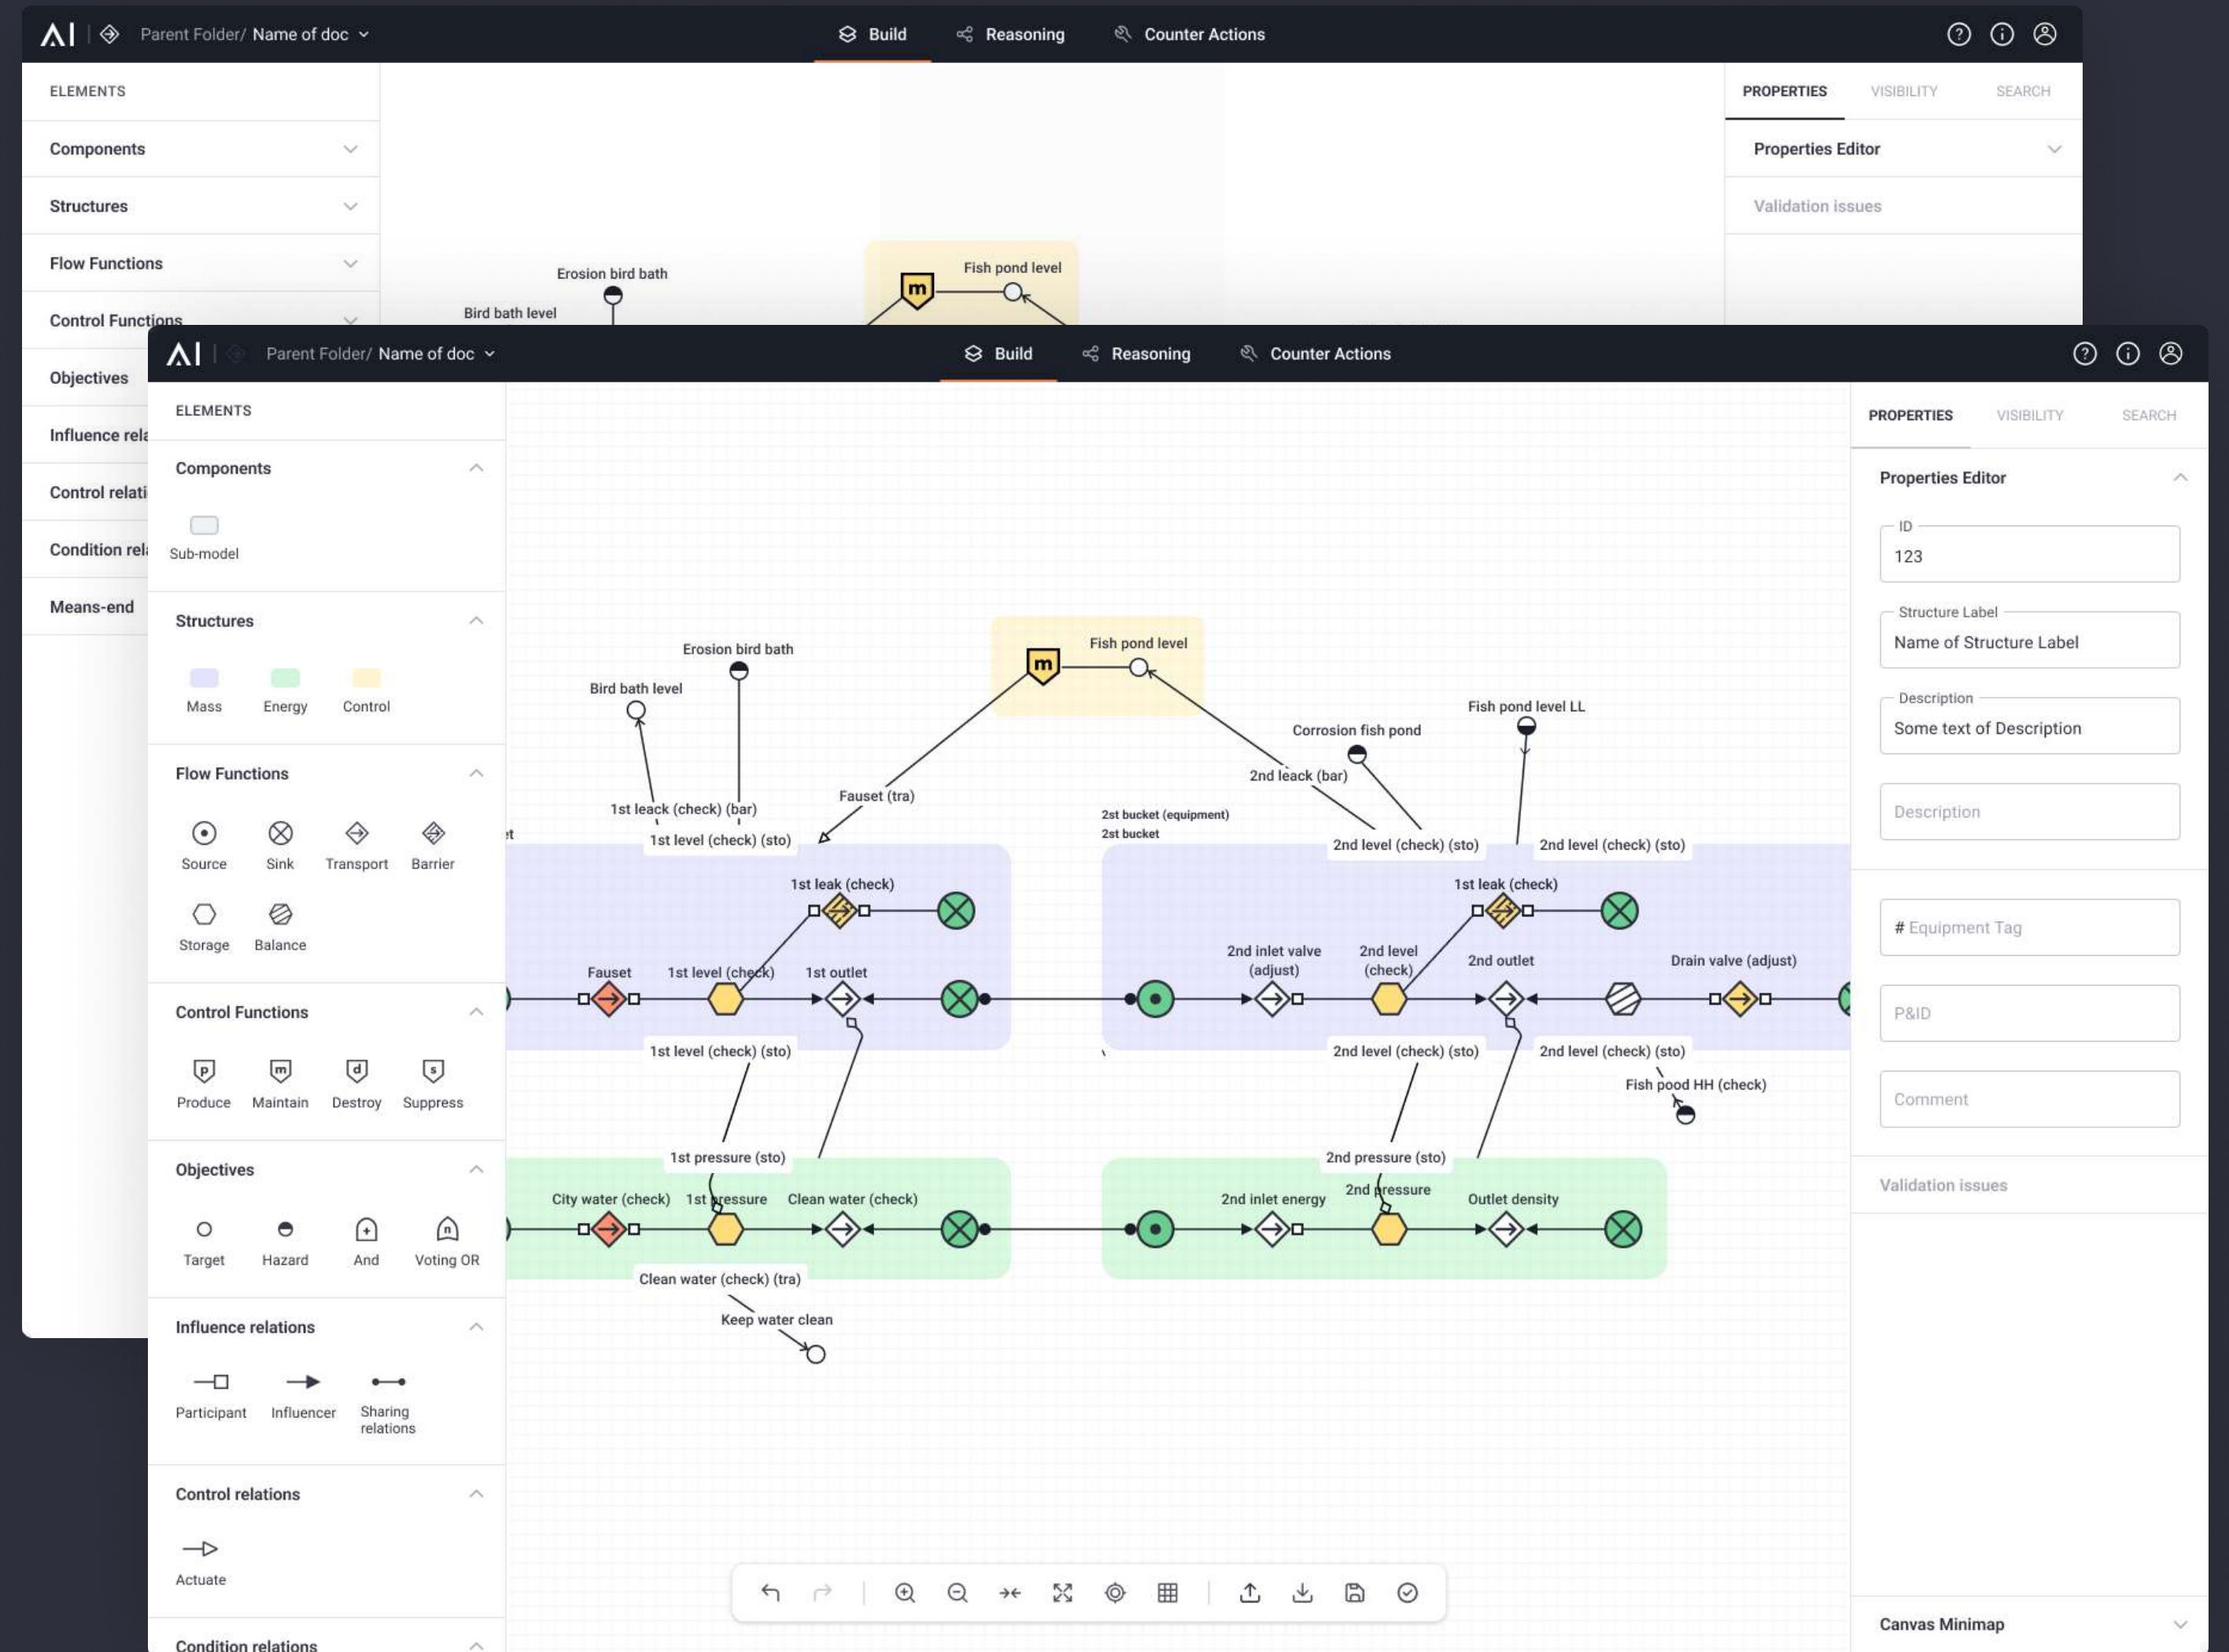 AI
Parent Folder/ Name of doc
Build
Reasoning
Counter Actions
ELEMENTS
Components
Structures
Flow Functions
Control Functions
Objectives
Influence rela
Control relati
Condition rela
Means-end
Erosion bird bath
Bird bath level
m
Fish pond level
PROPERTIES
VISIBILITY
SEARCH
Properties Editor
Validation issues
AI
Parent Folder/ Name of doc
Build
Reasoning
Counter Actions
ELEMENTS
Components
Sub-model
Structures
Mass
Energy
Control
Flow Functions
Source
Sink
Transport
Barrier
Storage
Balance
Control Functions
p
m
d
s
Produce
Maintain
Destroy
Suppress
Objectives
n
Target
Hazard
And
Voting OR
Influence relations
Participant
Influencer
Sharing
relations
Control relations
Actuate
Condition relations
Erosion bird bath
Bird bath level
m
Fish pond level
Fish pond level LL
Corrosion fish pond
2nd leack (bar)
Fauset (tra)
1st leack (check) (bar)
1st level (check) (sto)
et
2st bucket (equipment)
2st bucket
2nd level (check) (sto)
2nd level (check) (sto)
1st leak (check)
Fauset
1st level (check)
1st outlet
1st leak (check)
2nd inlet valve
(adjust)
2nd level
(check)
2nd outlet
Drain valve (adjust)
1st level (check) (sto)
2nd level (check) (sto)
2nd level (check) (sto)
Fish pood HH (check)
1st pressure (sto)
2nd pressure (sto)
City water (check)
1st pressure
Clean water (check)
2nd inlet energy
2nd pressure
Outlet density
Clean water (check) (tra)
Keep water clean
PROPERTIES
VISIBILITY
SEARCH
Properties Editor
ID
123
Structure Label
Name of Structure Label
Description
Some text of Description
Description
# Equipment Tag
P&ID
Comment
Validation issues
Canvas Minimap